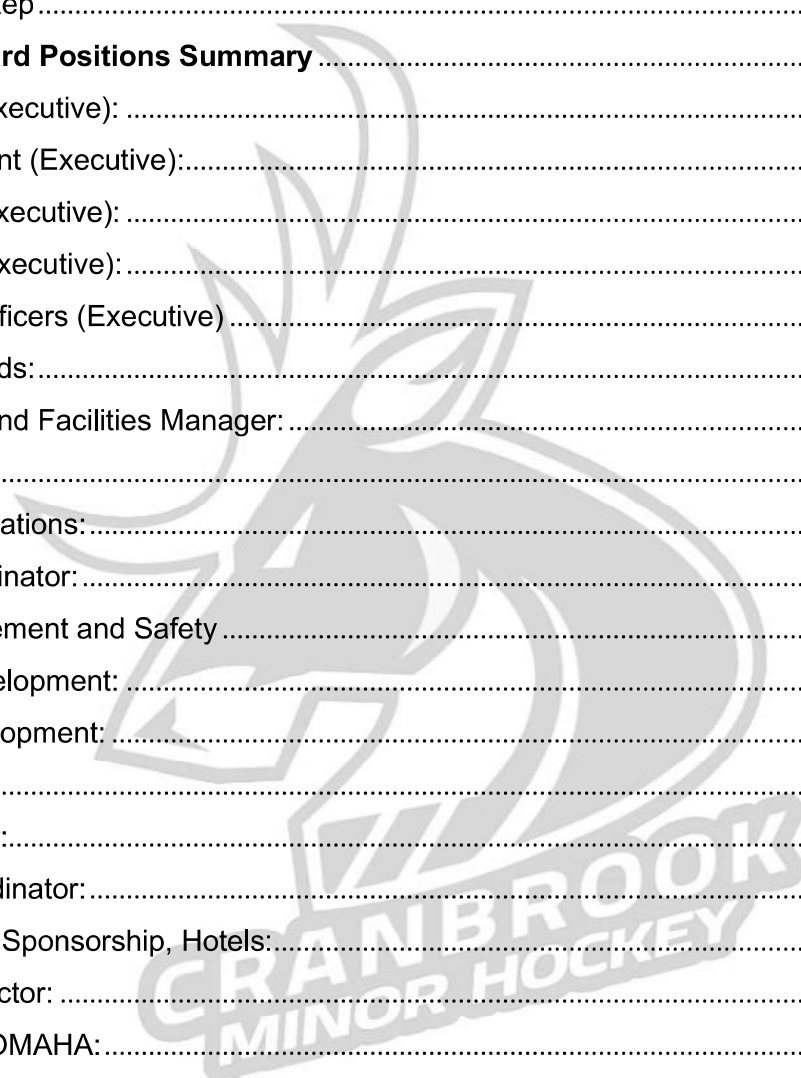 ep
rd Positions Summary
xecutive):
nt (Executive):
xecutive):
xecutive):
ficers (Executive)
ds:
nd Facilities Manager:
ations:
inator:
ement and Safety
elopment:
opment:
:
dinator:
Sponsorship, Hotels:
ctor:
OMAHA:
CRANBROOK
MINOR HOCKEY